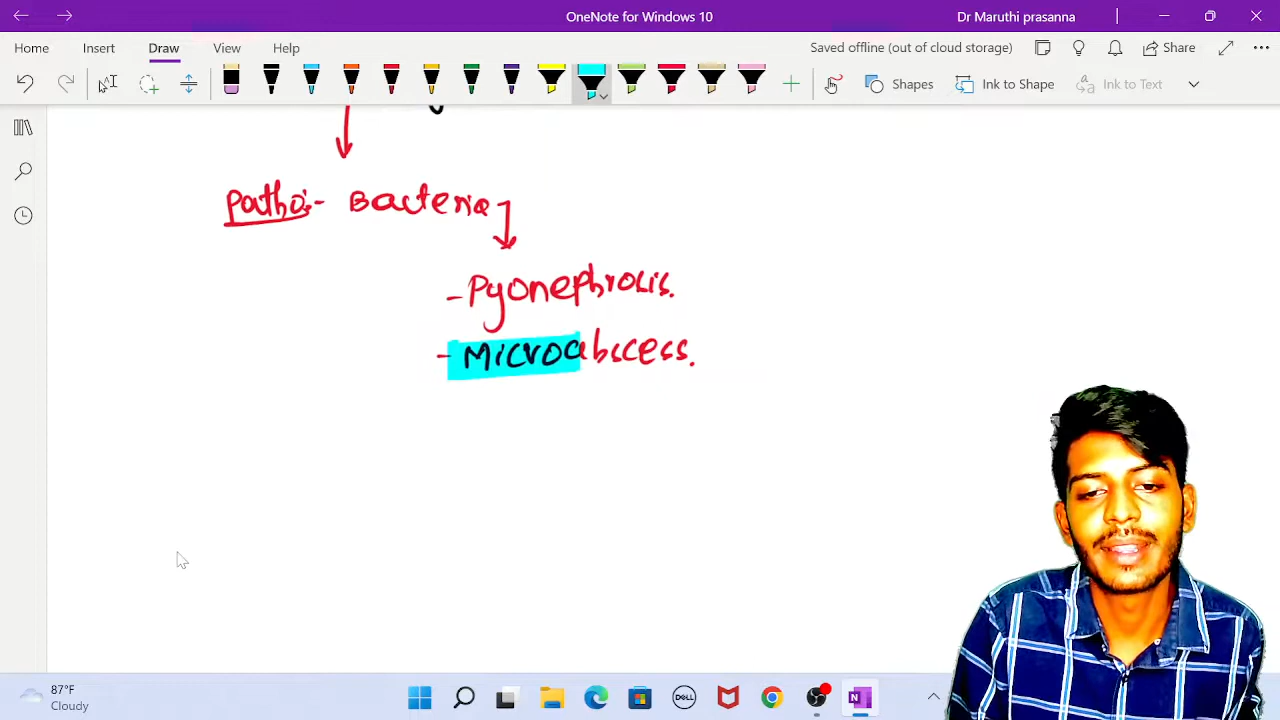 OneNote for Windows 10
Dr Maruthi prasanna
Home Insert Draw View Help
Saved offline (out of cloud storage)
Share
Shapes
Ink to Shape
Ink to Text
Patho:- Bacteria
- Pyonephrosis.
- Microabscess.
87°F
Cloudy
DELL
N